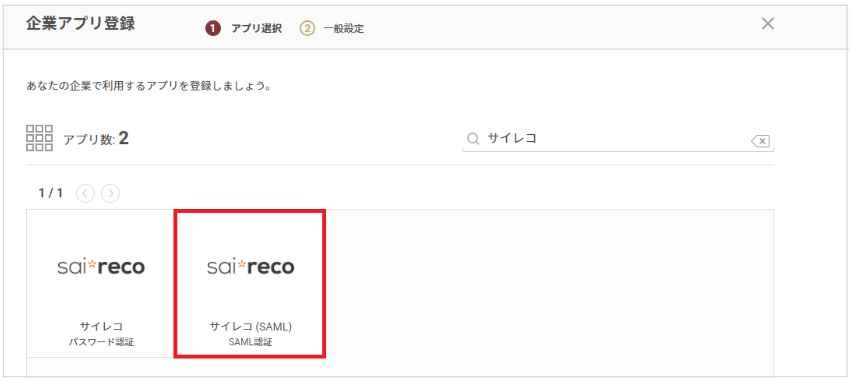 企業アプリ登録
1 アプリ選択 2 一般設定
あなたの企業で利用するアプリを登録しましょう。
アプリ数: 2
サイレコ
1 / 1
sai*reco
サイレコ
パスワード認証
sai*reco
サイレコ (SAML)
SAML認証